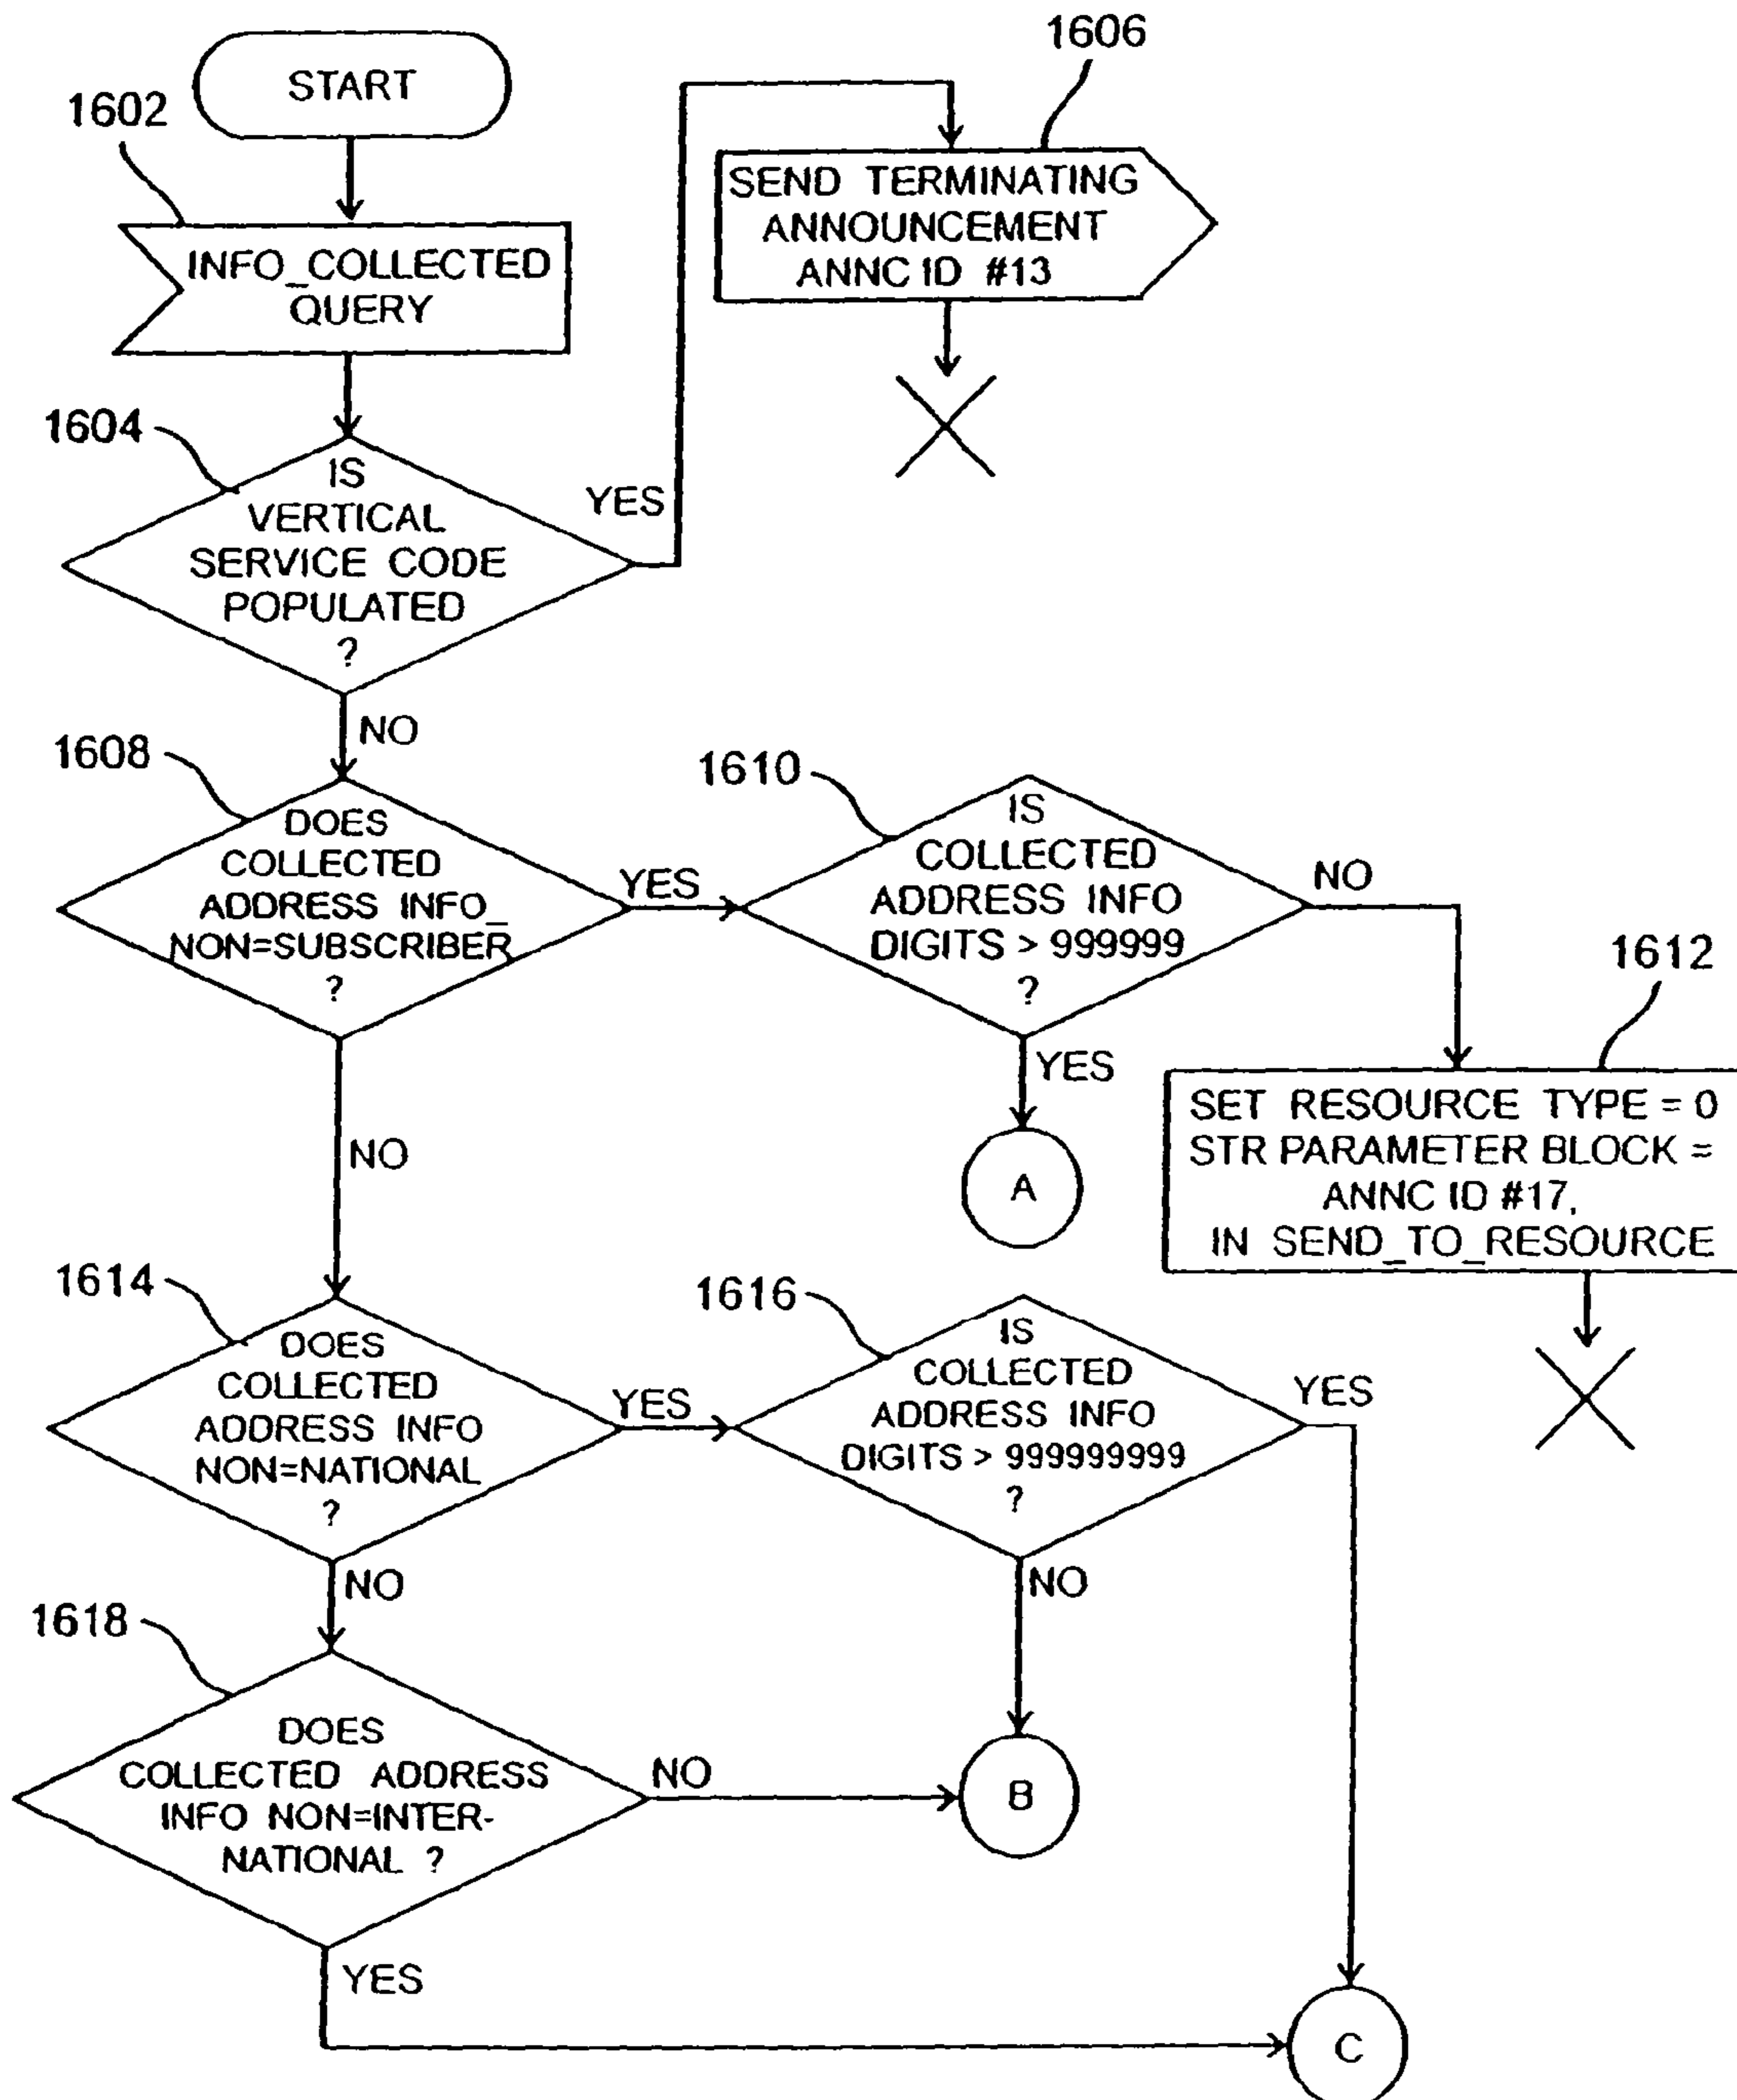 START
1602
INFO_COLLECTED
QUERY
1606
SEND TERMINATING
ANNOUNCEMENT
ANNC ID #13
1604
IS
VERTICAL
SERVICE CODE
POPULATED
?
YES
NO
1608
DOES
COLLECTED
ADDRESS INFO_
NON=SUBSCRIBER
?
YES
1610
IS
COLLECTED
ADDRESS INFO
DIGITS > 999999
?
NO
YES
A
1612
SET RESOURCE TYPE = 0
STR PARAMETER BLOCK =
ANNC ID #17,
IN SEND_TO_RESOURCE
NO
1614
DOES
COLLECTED
ADDRESS INFO
NON=NATIONAL
?
YES
1616
IS
COLLECTED
ADDRESS INFO
DIGITS > 999999999
?
YES
NO
NO
1618
DOES
COLLECTED ADDRESS
INFO NON=INTER-
NATIONAL ?
NO
B
YES
C